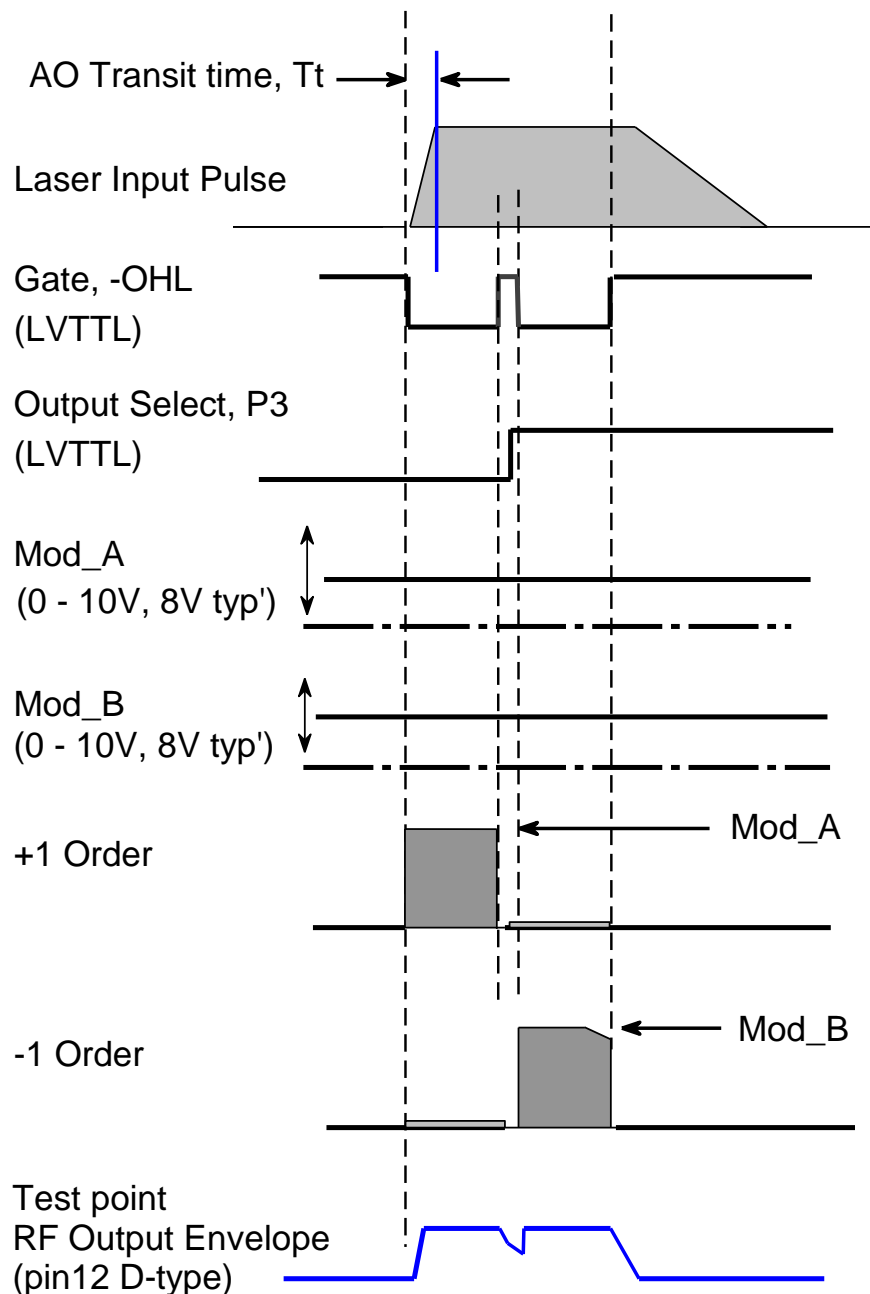 AO Transit time, Tt
Laser Input Pulse
Gate, -OHL
(LVTTL)
Output Select, P3
(LVTTL)
Mod_A
(0 - 10V, 8V typ')
Mod_B
(0 - 10V, 8V typ')
Mod_A
+1 Order
Mod_B
-1 Order
Test point
RF Output Envelope
(pin12 D-type)